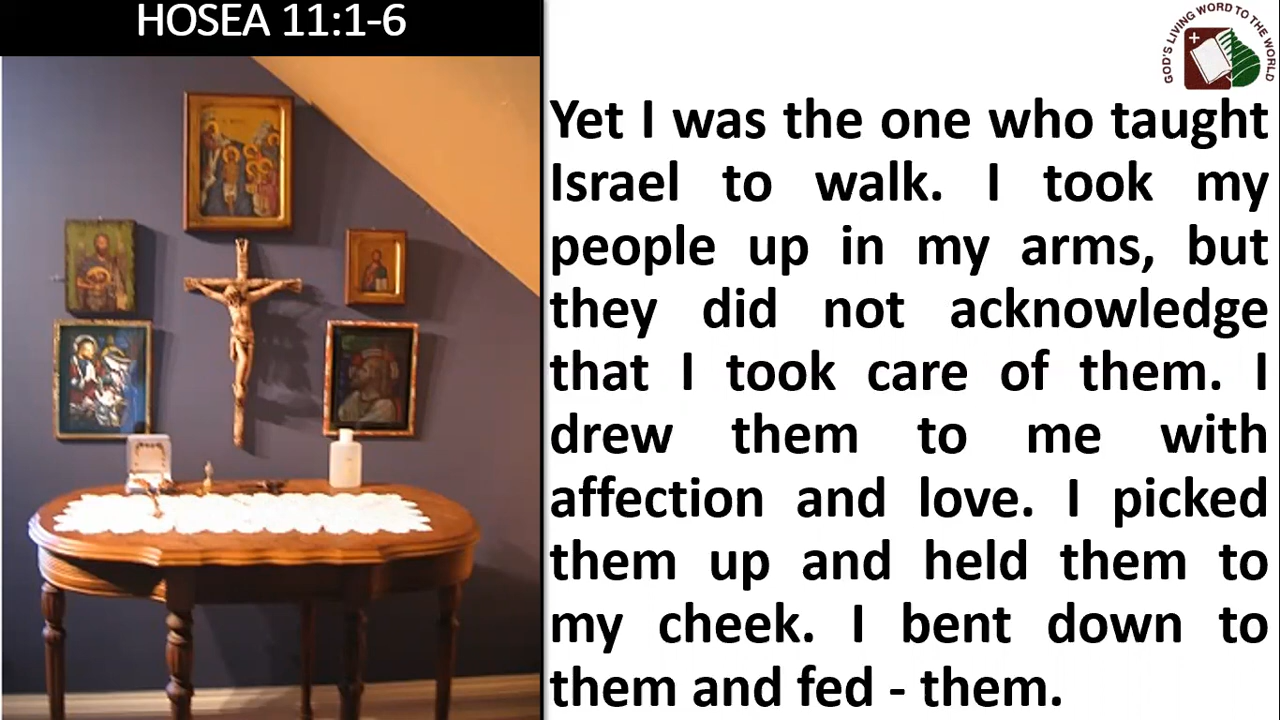 HOSEA 11:1-6
GOD'S LIVING WORD TO THE WORLD
Yet I was the one who taught
Israel to walk. I took my
people up in my arms, but
they did not acknowledge
that I took care of them. I
drew them to me with
affection and love. I picked
them up and held them to
my cheek. I bent down to
them and fed - them.